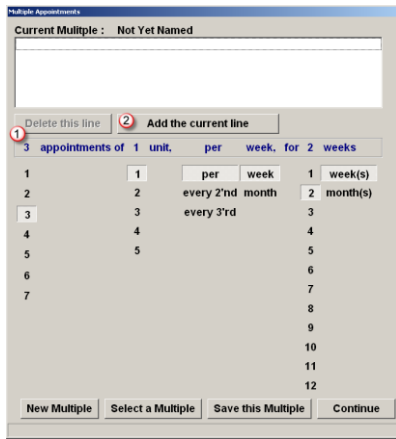 Multiple Appointments
Current Mulitple : Not Yet Named
Delete this line 2 Add the current line
1
3 appointments of 1 unit, per week, for 2 weeks
1 1 per week 1 week(s)
2 2 every 2'nd month 2 month(s)
3 3 every 3'rd 3
4 4 4
5 5 5
6 6
7 7
8
9
10
11
12
New Multiple Select a Multiple Save this Multiple Continue